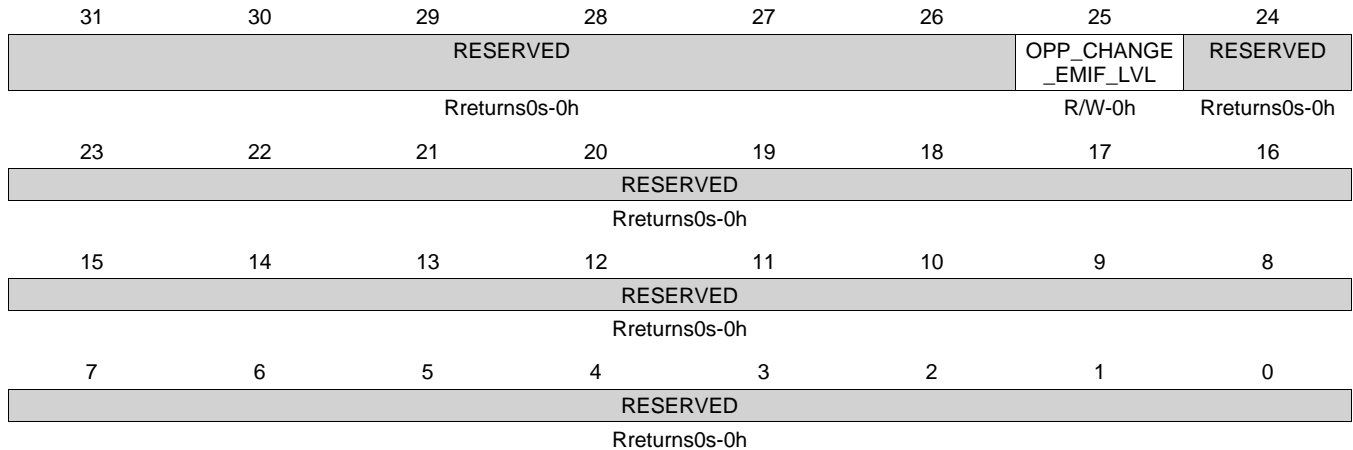 31 30 29 28 27 26 25 24
RESERVED OPP_CHANGE RESERVED
_EMIF_LVL
Rreturns0s-0h R/W-0h Rreturns0s-0h
23 22 21 20 19 18 17 16
RESERVED
Rreturns0s-0h
15 14 13 12 11 10 9 8
RESERVED
Rreturns0s-0h
7 6 5 4 3 2 1 0
RESERVED
Rreturns0s-0h